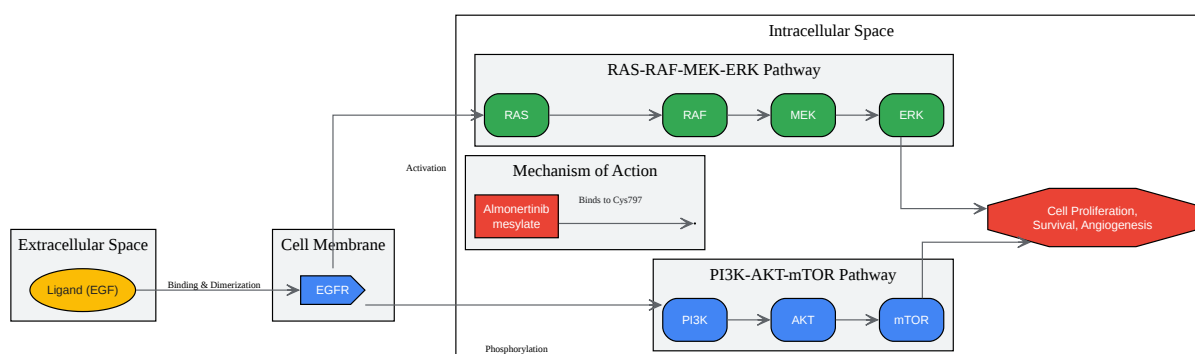 Intracellular Space
RAS-RAF-MEK-ERK Pathway
RAS
RAF
MEK
ERK
Activation
Mechanism of Action
Almonertinib
mesylate
Binds to Cys797
Cell Proliferation,
Survival, Angiogenesis
Extracellular Space
Ligand (EGF)
Binding & Dimerization
Cell Membrane
EGFR
PI3K-AKT-mTOR Pathway
PI3K
AKT
mTOR
Phosphorylation